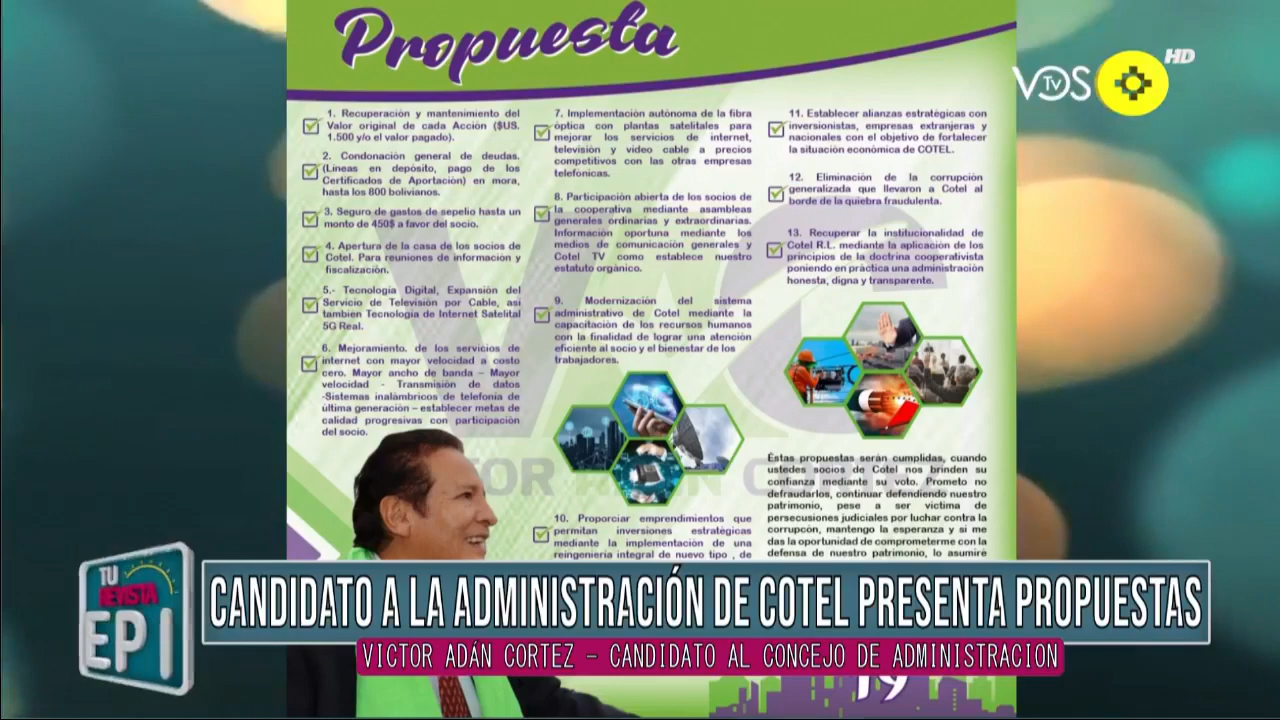 Propuesta
VOS
TV
HD
1. Recuperación y mantenimiento del
Valor original de cada Acción ($US.
1.500 y/o el valor pagado).
2. Condonación general de deudas.
(Líneas en depósito, pago de los
Certificados de Aportación) en mora,
hasta los 800 bolivianos.
3. Seguro de gastos de sepelio hasta un
monto de 450$ a favor del socio.
4. Apertura de la casa de los socios de
Cotel. Para reuniones de información y
fiscalización.
5.- Tecnología Digital, Expansión del
Servicio de Televisión por Cable, así
tambien Tecnología de Internet Satelital
5G Real.
6. Mejoramiento. de los servicios de
internet con mayor velocidad a costo
cero. Mayor ancho de banda – Mayor
velocidad - Transmisión de datos
-Sistemas inalámbricos de telefonía de
última generación – establecer metas de
calidad progresivas con participación
del socio.
7. Implementación autónoma de la fibra
óptica con plantas satelitales para
mejorar los servicios de internet,
televisión y video cable a precios
competitivos con las otras empresas
telefónicas.
8. Participación abierta de los socios de
la cooperativa mediante asambleas
generales ordinarias y extraordinarias.
Información oportuna mediante los
medios de comunicación generales y
Cotel TV como establece nuestro
estatuto orgánico.
9. Modernización del sistema
administrativo de Cotel mediante la
capacitación de los recursos humanos
con la finalidad de lograr una atención
eficiente al socio y el bienestar de los
trabajadores.
10. Proporciar emprendimientos que
permitan inversiones estratégicas
mediante la implementación de una
reingeniería integral de nuevo tipo , de
11. Establecer alianzas estratégicas con
inversionistas, empresas extranjeras y
nacionales con el objetivo de fortalecer
la situación económica de COTEL.
12. Eliminación de la corrupción
generalizada que llevaron a Cotel al
borde de la quiebra fraudulenta.
13. Recuperar la institucionalidad de
Cotel R.L. mediante la aplicación de los
principios de la doctrina cooperativista
poniendo en práctica una administración
honesta, digna y transparente.
Éstas propuestas serán cumplidas, cuando
ustedes socios de Cotel nos brinden su
confianza mediante su voto. Prometo no
defraudarlos, continuar defendiendo nuestro
patrimonio, pese a ser victima de
persecusiones judiciales por luchar contra la
corrupcón, mantengo la esperanza y si me
das la oportunidad de comprometerme con la
defensa de nuestro patrimonio, lo asumiré
TU
REVISTA
EPI
CANDIDATO A LA ADMINISTRACIÓN DE COTEL PRESENTA PROPUESTAS
VICTOR ADÁN CORTEZ – CANDIDATO AL CONCEJO DE ADMINISTRACION